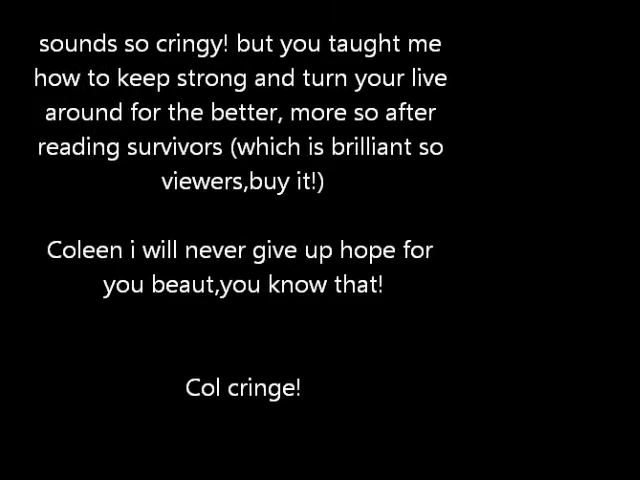 sounds so cringy! but you taught me
how to keep strong and turn your live
around for the better, more so after
reading survivors (which is brilliant so
viewers,buy it!)
Coleen i will never give up hope for
you beaut,you know that!
Col cringe!